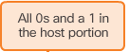 All 0s and a 1 in
the host portion